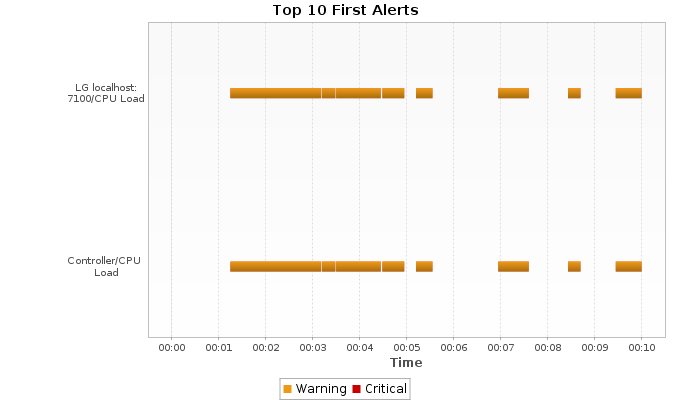 Top 10 First Alerts
LG localhost:
7100/CPU Load
Controller/CPU
Load
00:00 00:01 00:02 00:03 00:04 00:05 00:06 00:07 00:08 00:09 00:10
Time
Warning Critical